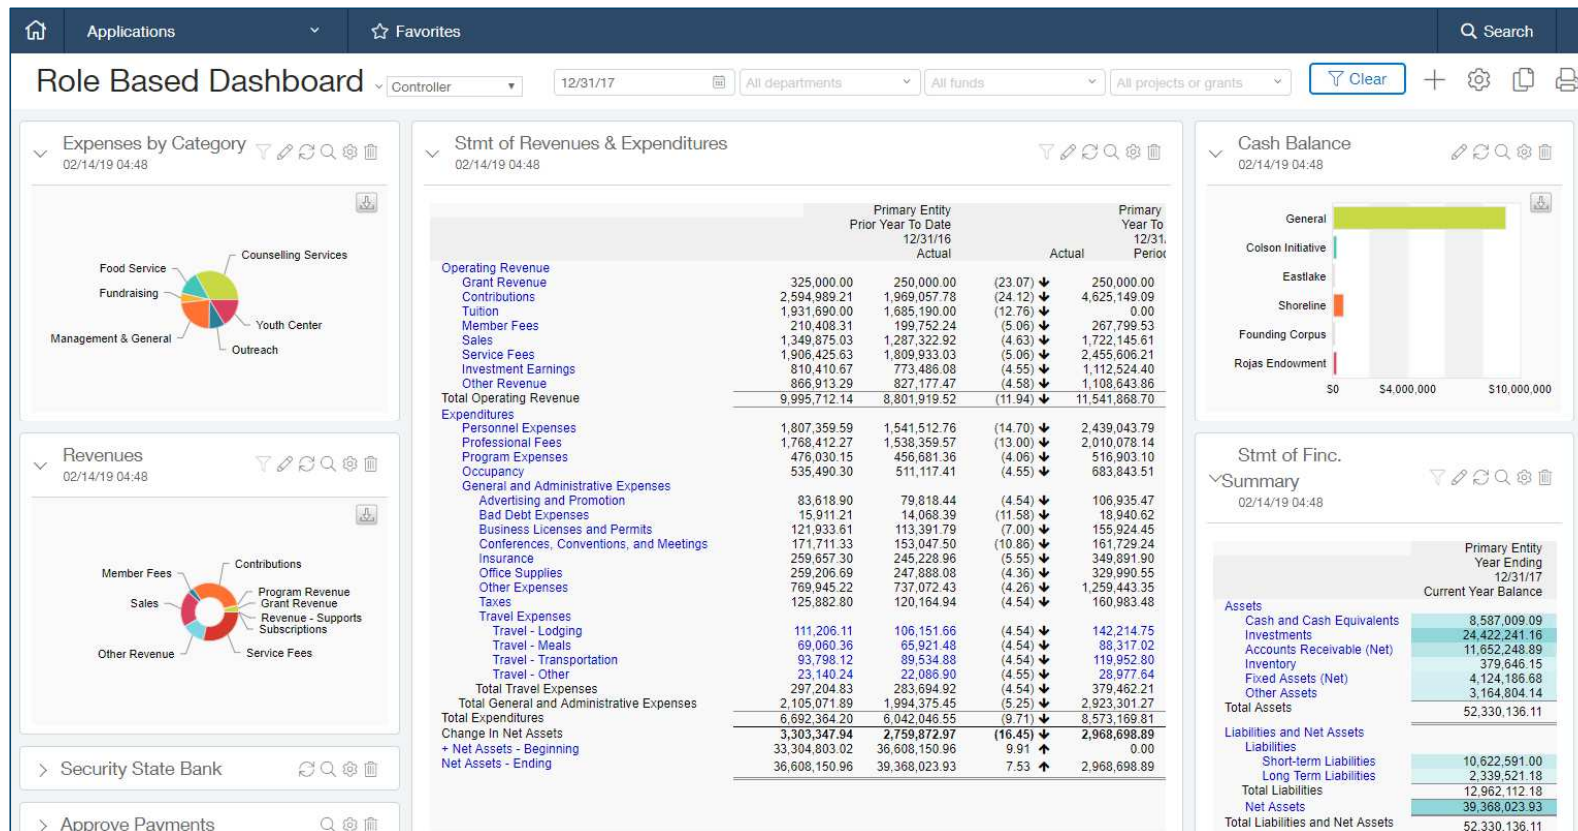 Applications
Favorites
Search
Role Based Dashboard
Controller
12/31/17
All departments
All funds
All projects or grants
Clear
Expenses by Category
02/14/19 04:48
Food Service
Counselling Services
Fundraising
Youth Center
Management & General
Outreach
Revenues
02/14/19 04:48
Contributions
Member Fees
Program Revenue
Sales
Grant Revenue
Revenue - Supports
Subscriptions
Other Revenue
Service Fees
Security State Bank
Approve Payments
Stmt of Revenues & Expenditures
02/14/19 04:48
Primary Entity Primary
Prior Year To Date Year To
12/31/16 12/31/
Actual Actual Period
Operating Revenue
Grant Revenue 325,000.00 250,000.00 (23.07) 250,000.00
Contributions 2,594,989.21 1,969,057.78 (24.12) 4,625,149.09
Tuition 1,931,690.00 1,685,190.00 (12.76) 0.00
Member Fees 210,408.31 199,752.24 (5.06) 267,799.53
Sales 1,349,875.03 1,287,322.92 (4.63) 1,722,145.61
Service Fees 1,906,425.63 1,809,933.03 (5.06) 2,455,606.21
Investment Earnings 810,410.67 773,486.08 (4.55) 1,112,524.40
Other Revenue 866,913.29 827,177.47 (4.58) 1,108,643.86
Total Operating Revenue 9,995,712.14 8,801,919.52 (11.94) 11,541,868.70
Expenditures
Personnel Expenses 1,807,359.59 1,541,512.76 (14.70) 2,439,043.79
Professional Fees 1,768,412.27 1,538,359.57 (13.00) 2,010,078.14
Program Expenses 476,030.15 456,681.36 (4.06) 516,903.10
Occupancy 535,490.30 511,117.41 (4.55) 683,843.51
General and Administrative Expenses
Advertising and Promotion 83,618.90 79,818.44 (4.54) 106,935.47
Bad Debt Expenses 15,911.21 14,068.39 (11.58) 18,940.62
Business Licenses and Permits 121,933.61 113,391.79 (7.00) 155,924.45
Conferences, Conventions, and Meetings 171,711.33 153,047.50 (10.86) 161,729.24
Insurance 259,657.30 245,228.96 (5.55) 349,891.90
Office Supplies 259,206.69 247,888.08 (4.36) 329,990.55
Other Expenses 769,945.22 737,072.43 (4.26) 1,259,443.35
Taxes 125,882.80 120,164.94 (4.54) 160,983.48
Travel Expenses
Travel - Lodging 111,206.11 106,151.66 (4.54) 142,214.75
Travel - Meals 69,060.36 65,921.48 (4.54) 88,317.02
Travel - Transportation 93,798.12 89,534.88 (4.54) 119,952.80
Travel - Other 23,140.24 22,086.90 (4.55) 28,977.64
Total Travel Expenses 297,204.83 283,694.92 (4.54) 379,462.21
Total General and Administrative Expenses 2,105,071.89 1,994,375.45 (5.25) 2,923,301.27
Total Expenditures 6,692,364.20 6,042,046.55 (9.71) 8,573,169.81
Change In Net Assets 3,303,347.94 2,759,872.97 (16.45) 2,968,698.89
+ Net Assets - Beginning 33,304,803.02 36,608,150.96 9.91 0.00
Net Assets - Ending 36,608,150.96 39,368,023.93 7.53 2,968,698.89
Cash Balance
02/14/19 04:48
General
Colson Initiative
Eastlake
Shoreline
Founding Corpus
Rojas Endowment
$0 $4,000,000 $10,000,000
Stmt of Finc.
Summary
02/14/19 04:48
Primary Entity
Year Ending
12/31/17
Current Year Balance
Assets
Cash and Cash Equivalents 8,587,009.09
Investments 24,422,241.16
Accounts Receivable (Net) 11,652,248.89
Inventory 379,646.15
Fixed Assets (Net) 4,124,186.68
Other Assets 3,164,804.14
Total Assets 52,330,136.11
Liabilities and Net Assets
Liabilities
Short-term Liabilities 10,622,591.00
Long Term Liabilities 2,339,521.18
Total Liabilities 12,962,112.18
Net Assets 39,368,023.93
Total Liabilities and Net Assets 52,330,136.11